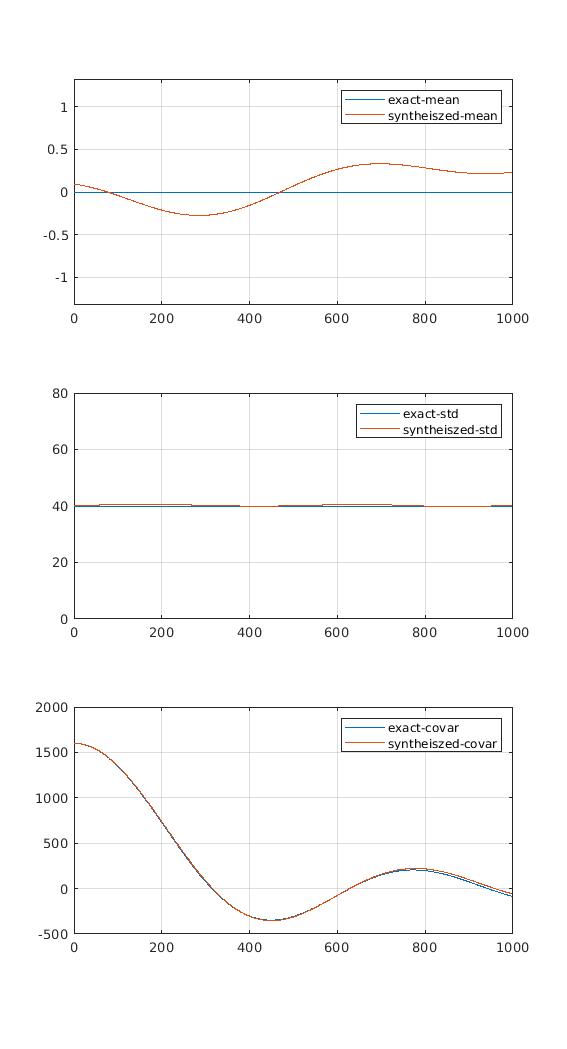 1
0.5
0
-0.5
-1
exact-mean
syntheiszed-mean
0 200 400 600 800 1000
80
60
40
20
0
exact-std
syntheiszed-std
0 200 400 600 800 1000
2000
1500
1000
500
0
-500
exact-covar
syntheiszed-covar
0 200 400 600 800 1000